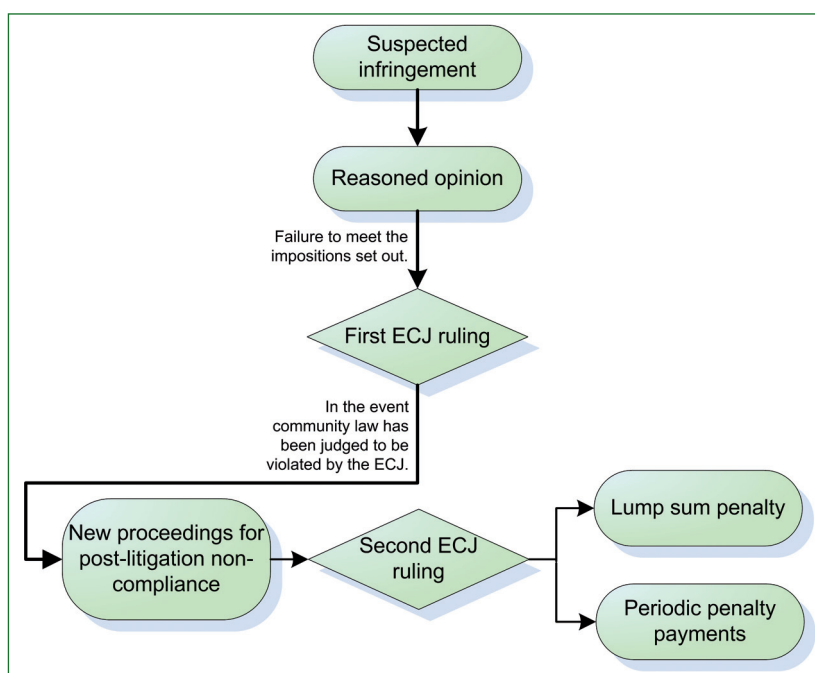 Suspected
infringement
Reasoned opinion
Failure to meet the
impositions set out.
First ECJ ruling
In the event
community law has
been judged to be
violated by the ECJ.
New proceedings for
post-litigation non-
compliance
Second ECJ
ruling
Lump sum penalty
Periodic penalty
payments